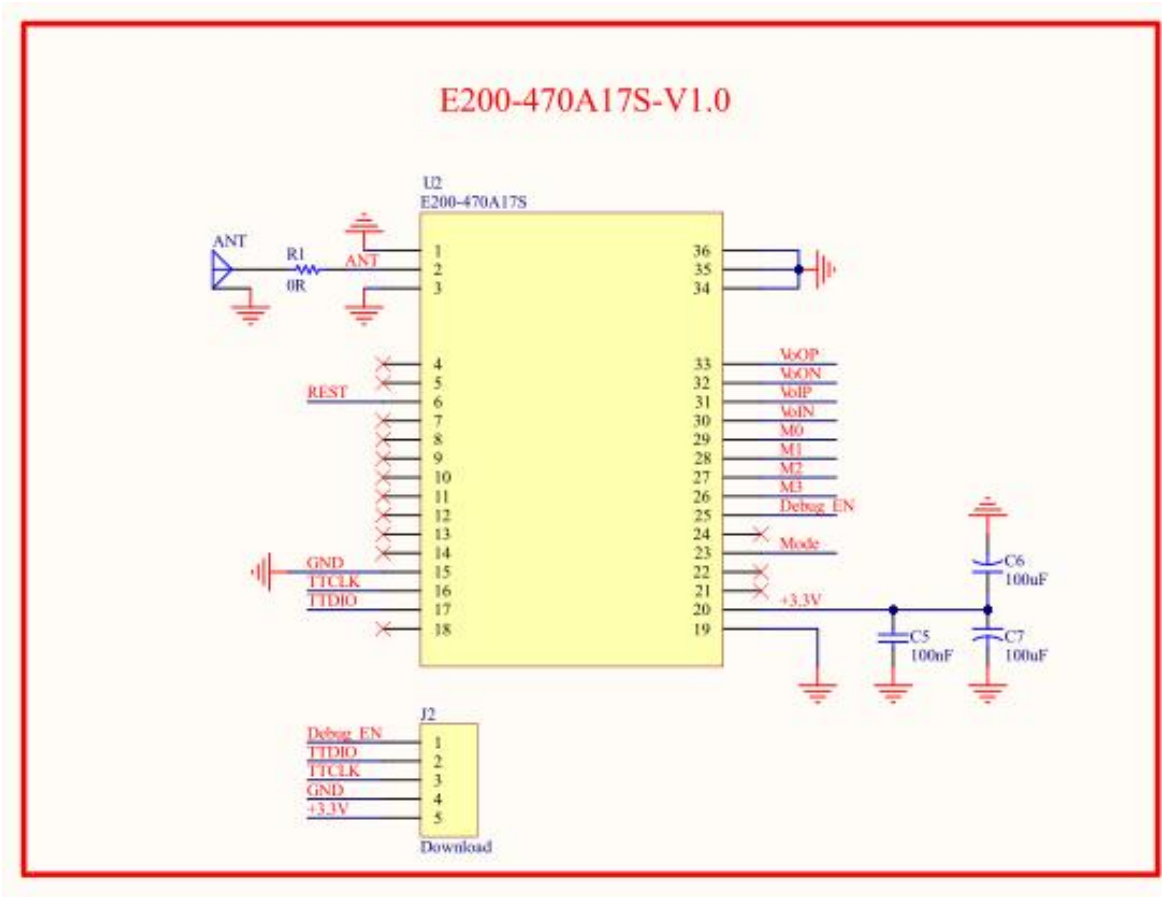 E200-470A17S-V1.0
U2
E200-470A17S
ANT
R1
0R
ANT
1
2
3
4
5
REST
6
7
8
9
10
11
12
13
14
GND
15
TTCLK
16
TTDIO
17
18
36
35
34
33 VoOP
32 VoON
31 VoIP
30 VoIN
29 M0
28 M1
27 M2
26 M3
25 Debug_EN
24
23 Mode
22
21
20 +3.3V
19
C6
100uF
C5
100nF
C7
100uF
J2
Debug_EN 1
TTDIO 2
TTCLK 3
GND 4
+3.3V 5
Download